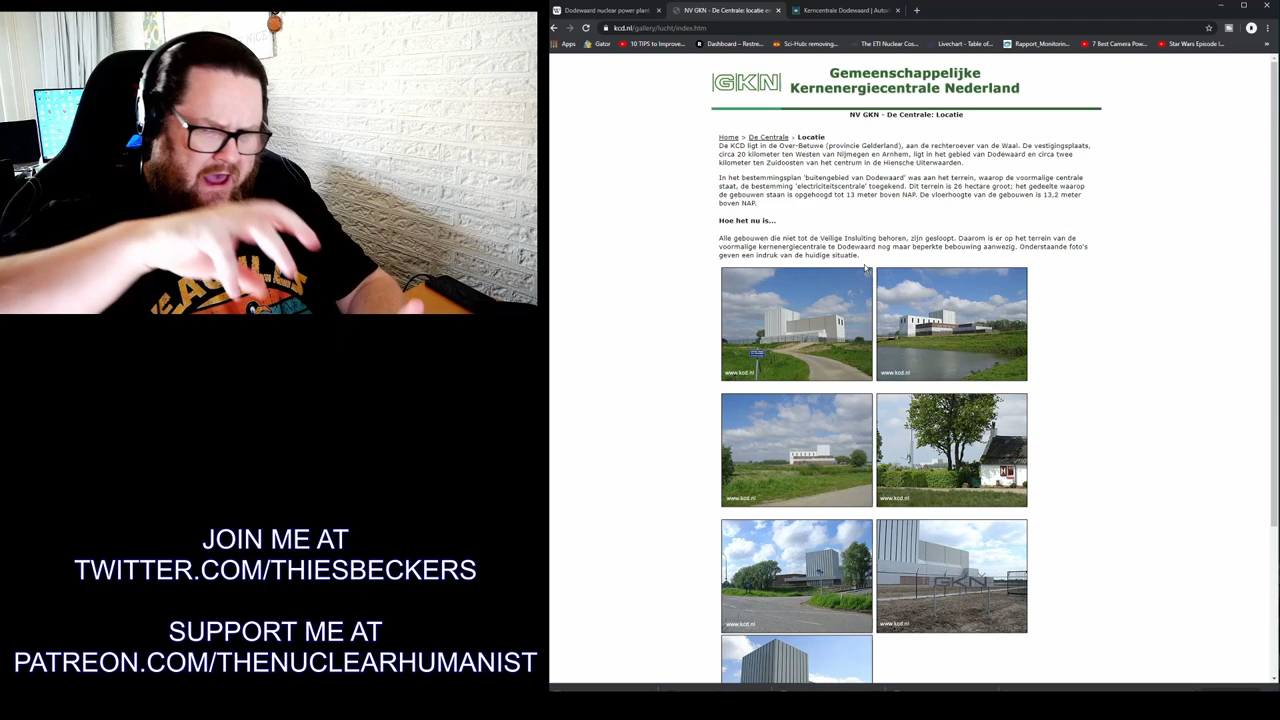 Dodewaard nuclear power plant
NV GKN - De Centrale: locatie en
Kerncentrale Dodewaard | Auto
kcd.nl/gallery/lucht/index.htm
Apps
Gator
10 TIPS to Improve...
Dashboard – Restre...
Sci-Hub: removing...
The ETI Nuclear Cos...
Livechart - Table of...
Rapport_Monitorin...
7 Best Camera Pow...
Star Wars Episode I...
GKN
Gemeenschappelijke
Kernenergiecentrale Nederland
NV GKN - De Centrale: Locatie
Home > De Centrale › Locatie
De KCD ligt in de Over-Betuwe (provincie Gelderland), aan de rechteroever van de Waal. De vestigingsplaats,
circa 20 kilometer ten Westen van Nijmegen en Arnhem, ligt in het gebied van Dodewaard en circa twee
kilometer ten Zuidoosten van het centrum in de Hiensche Uiterwaarden.
In het bestemmingsplan 'buitengebied van Dodewaard' was aan het terrein, waarop de voormalige centrale
staat, de bestemming 'electriciteitscentrale' toegekend. Dit terrein is 26 hectare groot; het gedeelte waarop
de gebouwen staan is opgehoogd tot 13 meter boven NAP. De vloerhoogte van de gebouwen is 13,2 meter
boven NAP.
Hoe het nu is...
Alle gebouwen die niet tot de Veilige Insluiting behoren, zijn gesloopt. Daarom is er op het terrein van de
voormalige kernenergiecentrale te Dodewaard nog maar beperkte bebouwing aanwezig. Onderstaande foto's
geven een indruk van de huidige situatie.
www.kcd.nl
www.kcd.nl
www.kcd.nl
www.kcd.nl
www.kcd.nl
GKN
www.kcd.nl
JOIN ME AT
TWITTER.COM/THIESBECKERS
SUPPORT ME AT
PATREON.COM/THENUCLEARHUMANIST